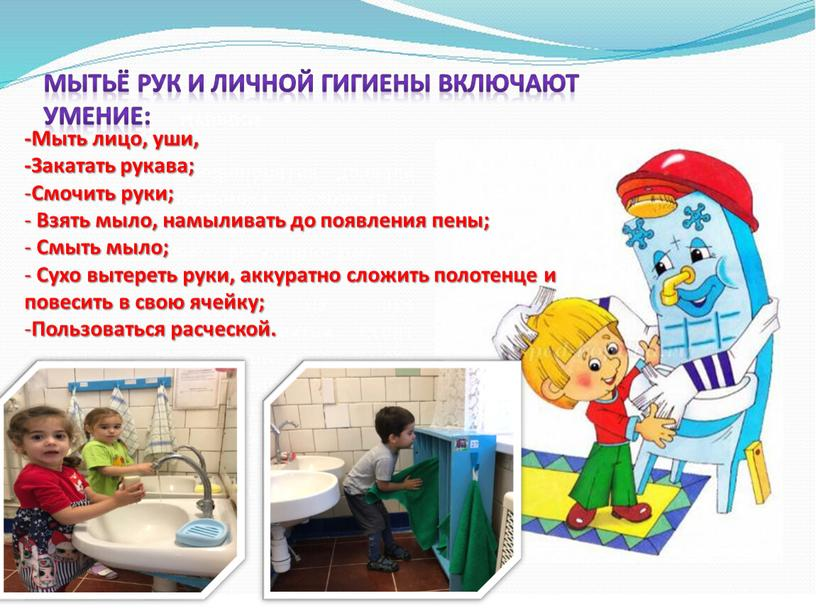 МЫТЬЁ РУК И ЛИЧНОЙ ГИГИЕНЫ ВКЛЮЧАЮТ
УМЕНИЕ:
-Мыть лицо, уши,
-Закатать рукава;
-Смочить руки;
- Взять мыло, намыливать до появления пены;
- Смыть мыло;
- Сухо вытереть руки, аккуратно сложить полотенце и
повесить в свою ячейку;
-Пользоваться расческой.